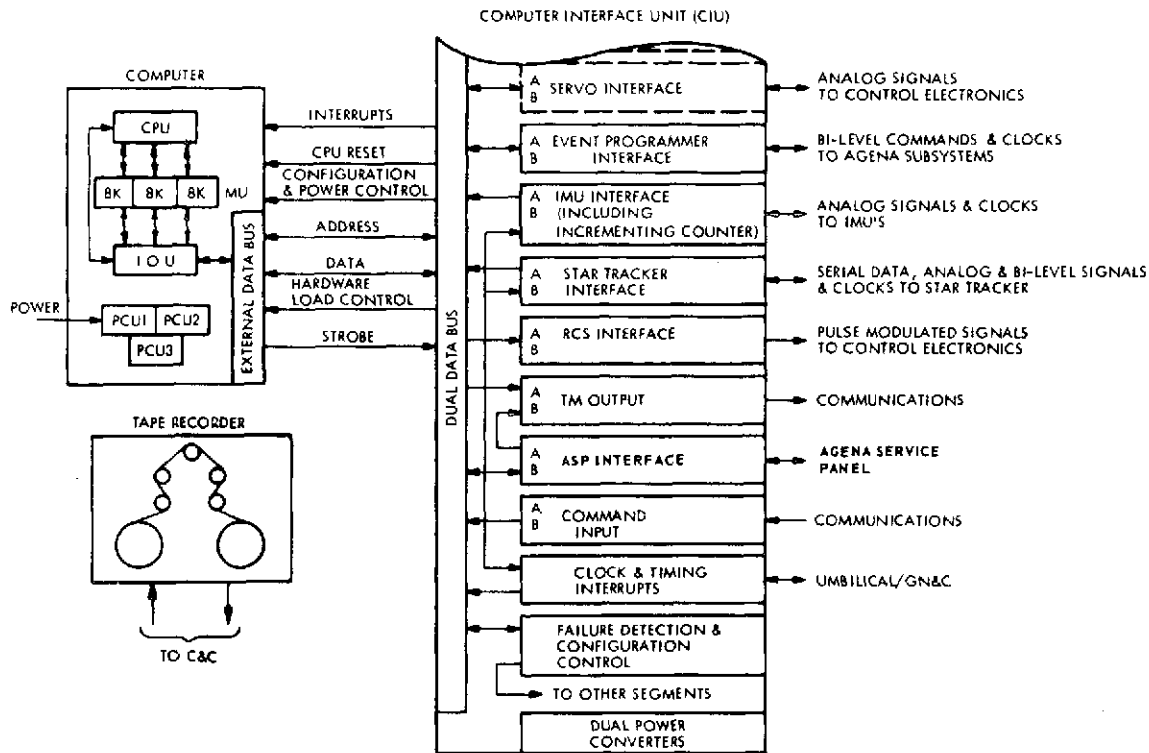 COMPUTER INTERFACE UNIT (CIU)
COMPUTER
CPU
8K 8K 8K MU
IOU
EXTERNAL DATA BUS
POWER
PCU1 PCU2
PCU3
TAPE RECORDER
TO C&C
INTERRUPTS
CPU RESET
CONFIGURATION
& POWER CONTROL
ADDRESS
DATA
HARDWARE
LOAD CONTROL
STROBE
DUAL DATA BUS
A
B SERVO INTERFACE
ANALOG SIGNALS
TO CONTROL ELECTRONICS
A EVENT PROGRAMMER
B INTERFACE
BI-LEVEL COMMANDS & CLOCKS
TO AGENA SUBSYSTEMS
A IMU INTERFACE
B (INCLUDING
INCREMENTING COUNTER)
ANALOG SIGNALS & CLOCKS
TO IMU'S
A STAR TRACKER
B INTERFACE
SERIAL DATA, ANALOG & BI-LEVEL SIGNALS
& CLOCKS TO STAR TRACKER
A RCS INTERFACE
B
PULSE MODULATED SIGNALS
TO CONTROL ELECTRONICS
A TM OUTPUT
B
COMMUNICATIONS
A ASP INTERFACE
B
AGENA SERVICE
PANEL
A COMMAND
B INPUT
COMMUNICATIONS
CLOCK & TIMING
INTERRUPTS
UMBILICAL/GN&C
FAILURE DETECTION &
CONFIGURATION
CONTROL
TO OTHER SEGMENTS
DUAL POWER
CONVERTERS